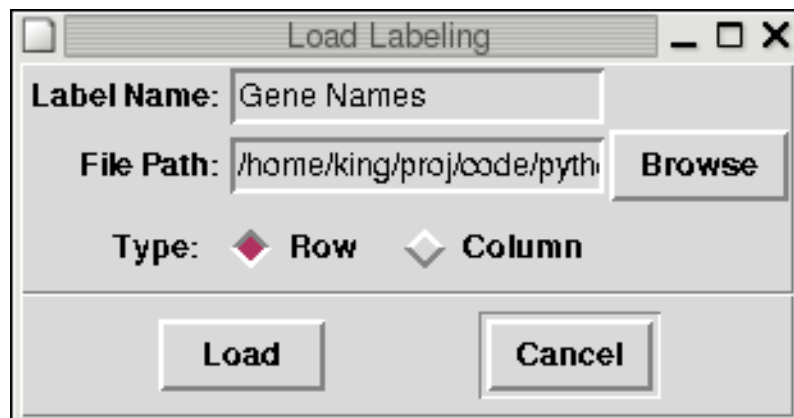 Load Labeling
Label Name: Gene Names
File Path: /home/king/proj/code/pyth Browse
Type: Row Column
Load Cancel